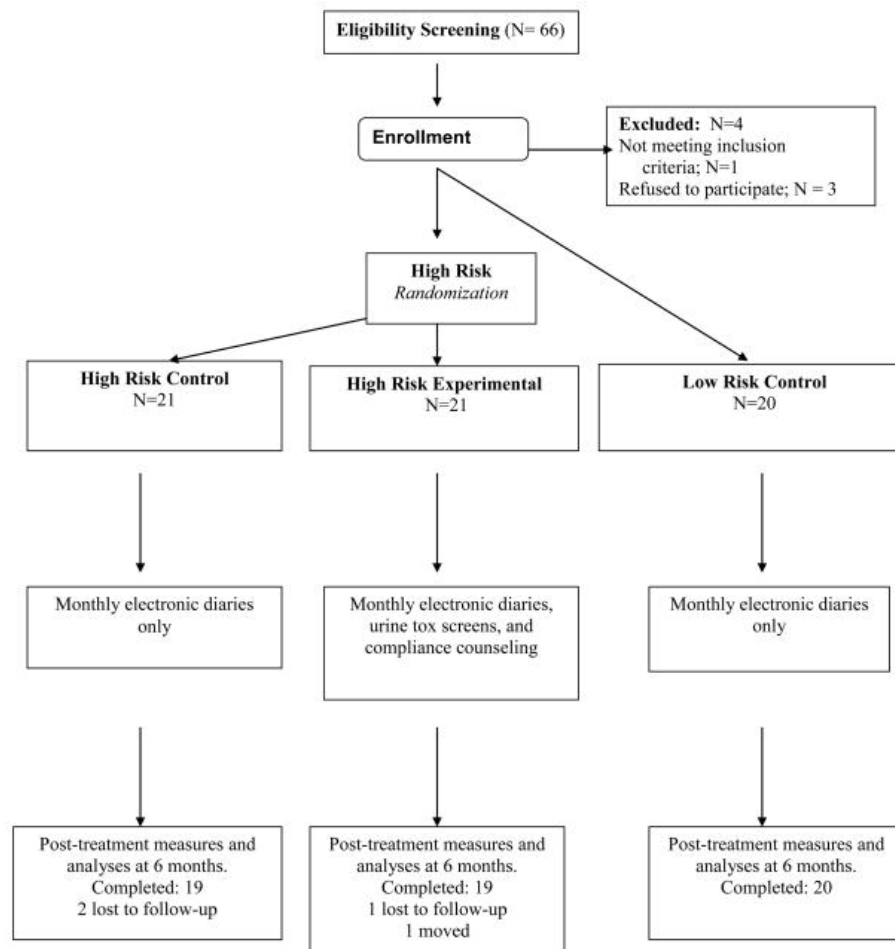 Eligibility Screening (N= 66)
Enrollment
Excluded: N=4
Not meeting inclusion
criteria; N=1
Refused to participate; N = 3
High Risk
Randomization
High Risk Control
N=21
High Risk Experimental
N=21
Low Risk Control
N=20
Monthly electronic diaries
only
Monthly electronic diaries,
urine tox screens, and
compliance counseling
Monthly electronic diaries
only
Post-treatment measures and
analyses at 6 months.
Completed: 19
2 lost to follow-up
Post-treatment measures and
analyses at 6 months.
Completed: 19
1 lost to follow-up
1 moved
Post-treatment measures and
analyses at 6 months.
Completed: 20